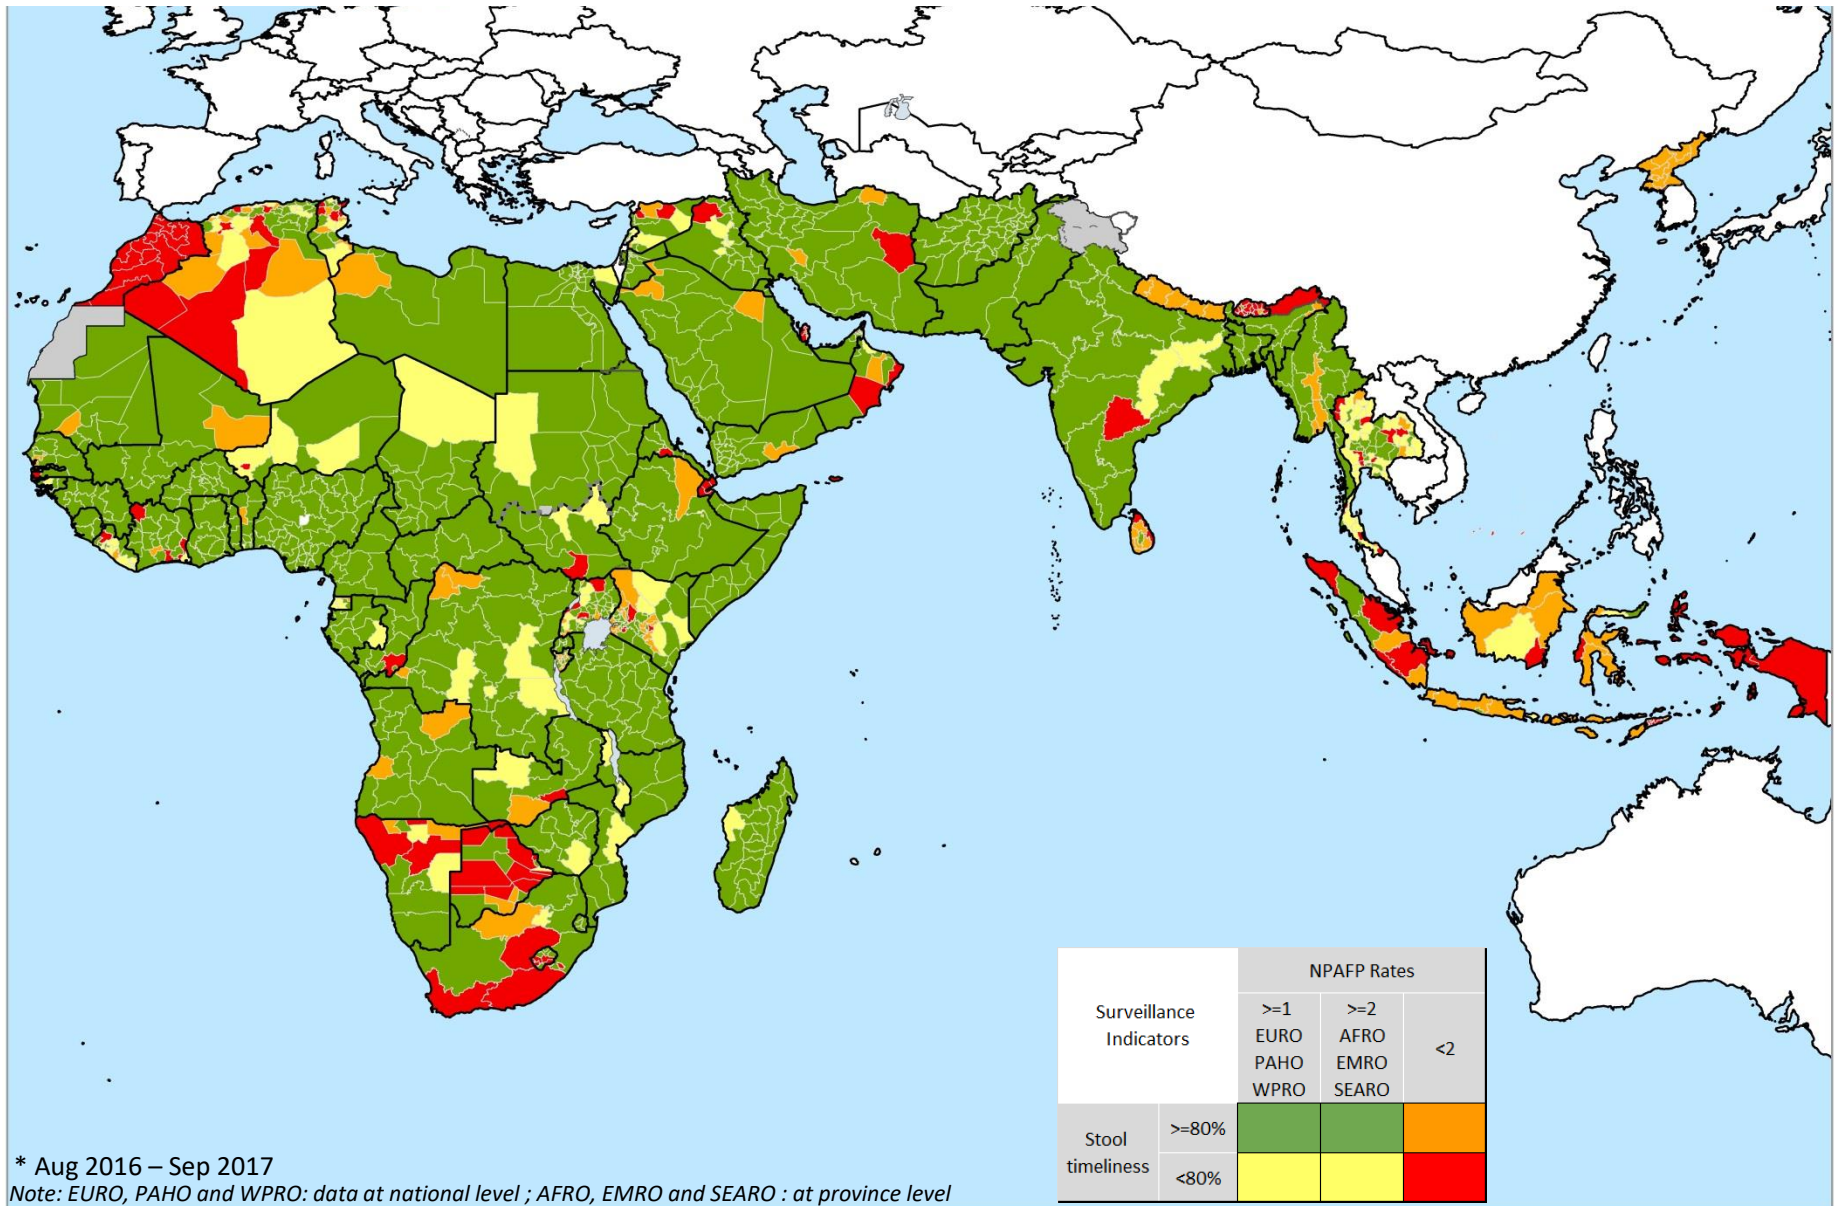 NPAFP Rates
Surveillance
Indicators
>=1
EURO
PAHO
WPRO
>=2
AFRO
EMRO
SEARO
<2
Stool
timeliness
>=80%
<80%
* Aug 2016 – Sep 2017
Note: EURO, PAHO and WPRO: data at national level ; AFRO, EMRO and SEARO : at province level